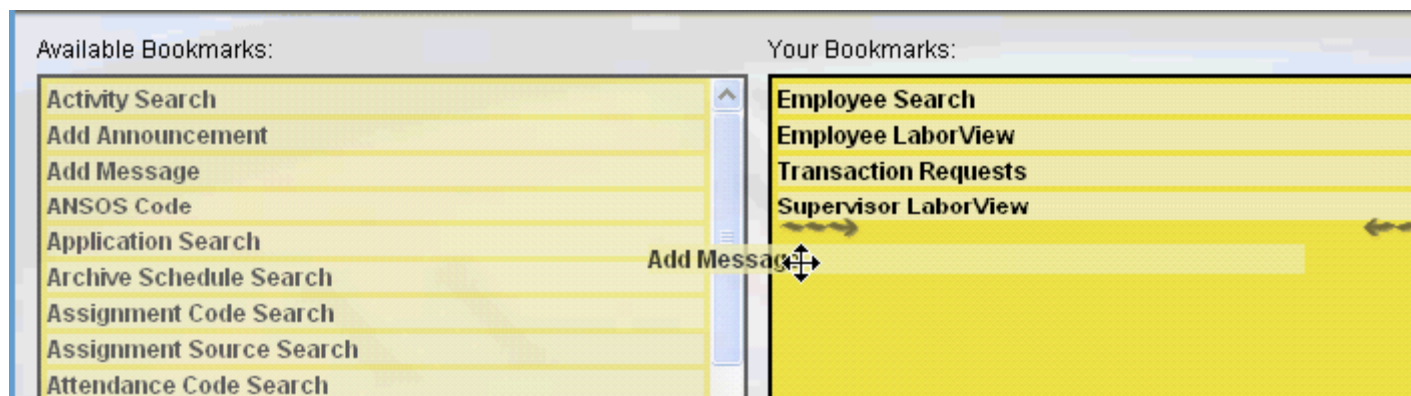 Available Bookmarks:
Activity Search
Add Announcement
Add Message
ANSOS Code
Application Search
Archive Schedule Search
Assignment Code Search
Assignment Source Search
Attendance Code Search
Your Bookmarks:
Employee Search
Employee LaborView
Transaction Requests
Supervisor LaborView
Add Message